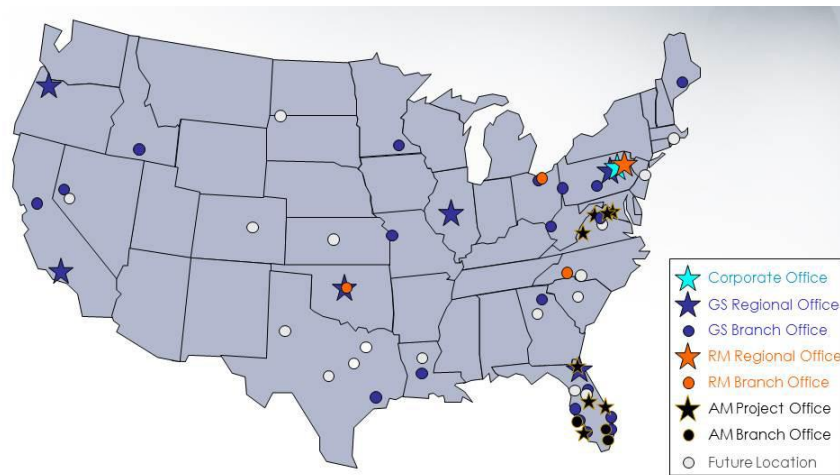 Corporate Office
GS Regional Office
GS Branch Office
RM Regional Office
RM Branch Office
AM Project Office
AM Branch Office
Future Location